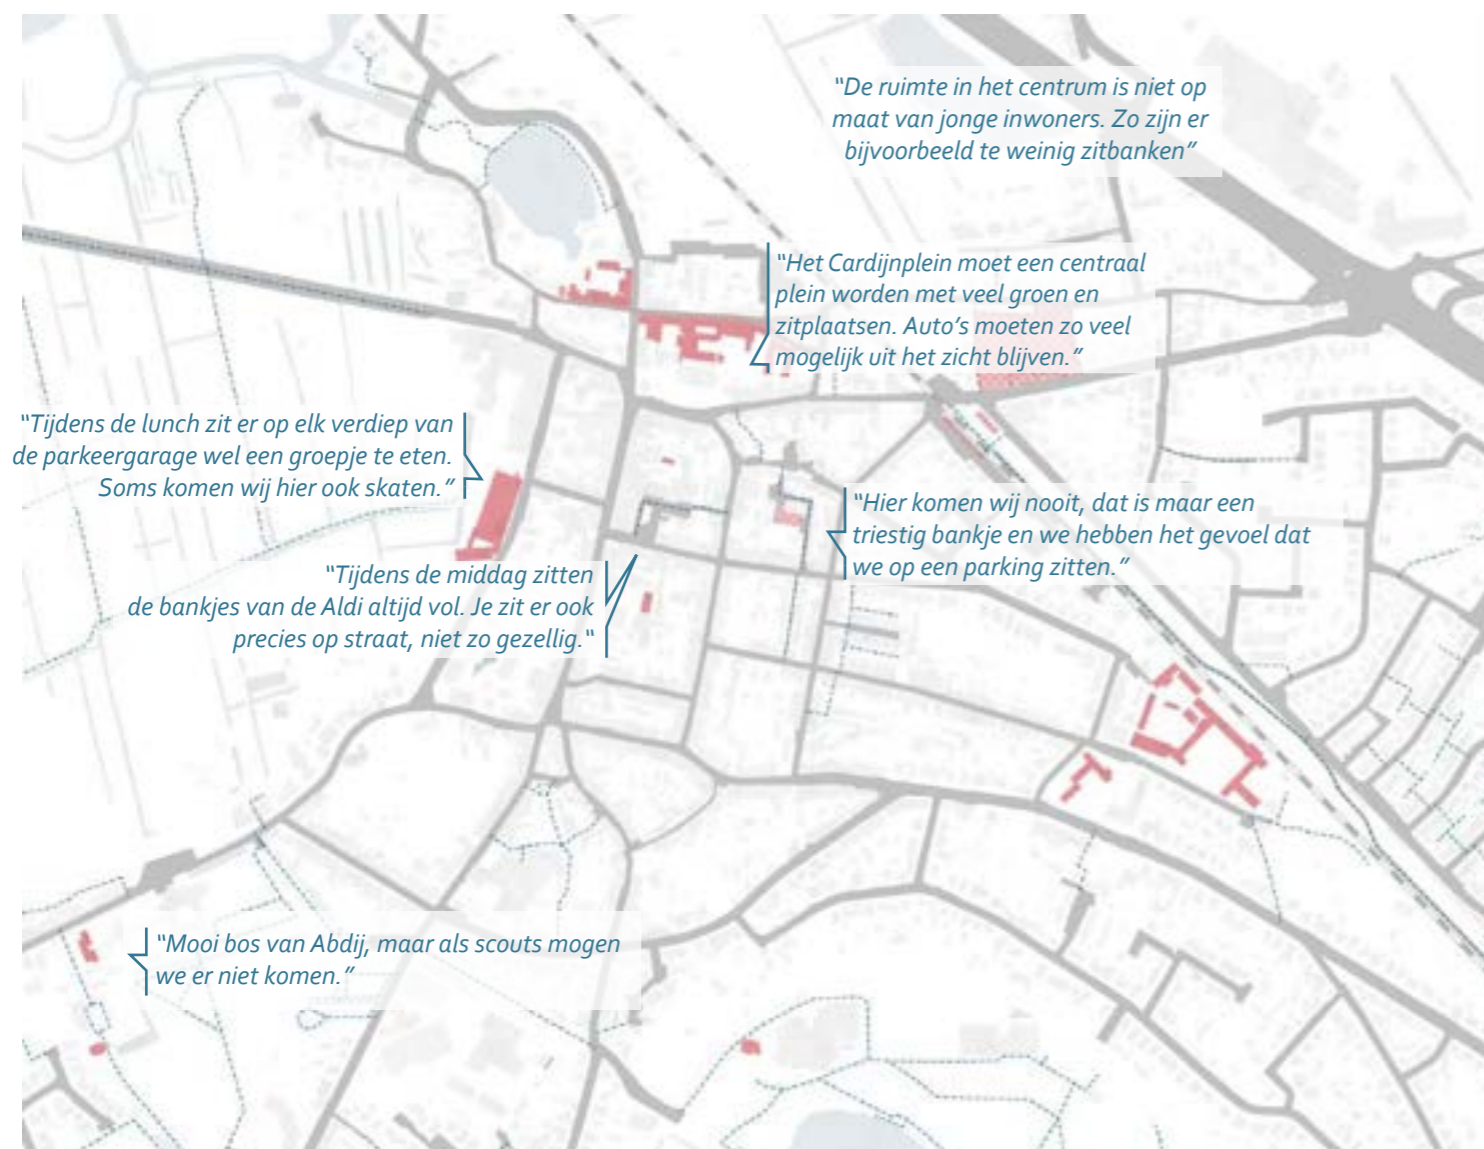 “De ruimte in het centrum is niet op
maat van jonge inwoners. Zo zijn er
bijvoorbeeld te weinig zitbanken”
“Het Cardijnplein moet een centraal
plein worden met veel groen en
zitplaatsen. Auto’s moeten zo veel
mogelijk uit het zicht blijven.”
“Tijdens de lunch zit er op elk verdiep van
de parkeergarage wel een groepje te eten.
Soms komen wij hier ook skaten.”
“Hier komen wij nooit, dat is maar een
triestig bankje en we hebben het gevoel dat
we op een parking zitten.”
“Tijdens de middag zitten
de bankjes van de Aldi altijd vol. Je zit er ook
precies op straat, niet zo gezellig.“
“Mooi bos van Abdij, maar als scouts mogen
we er niet komen.”